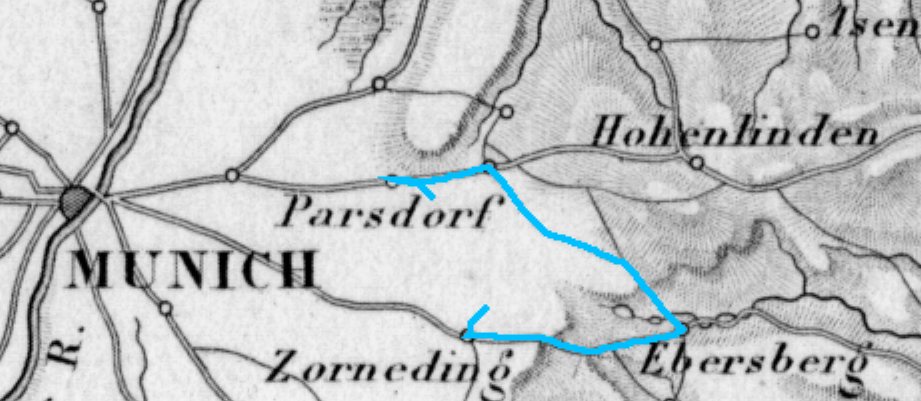 Isen
Hohenlinden
Parsdorf
MUNICH
R.
Zorneding
Ebersberg